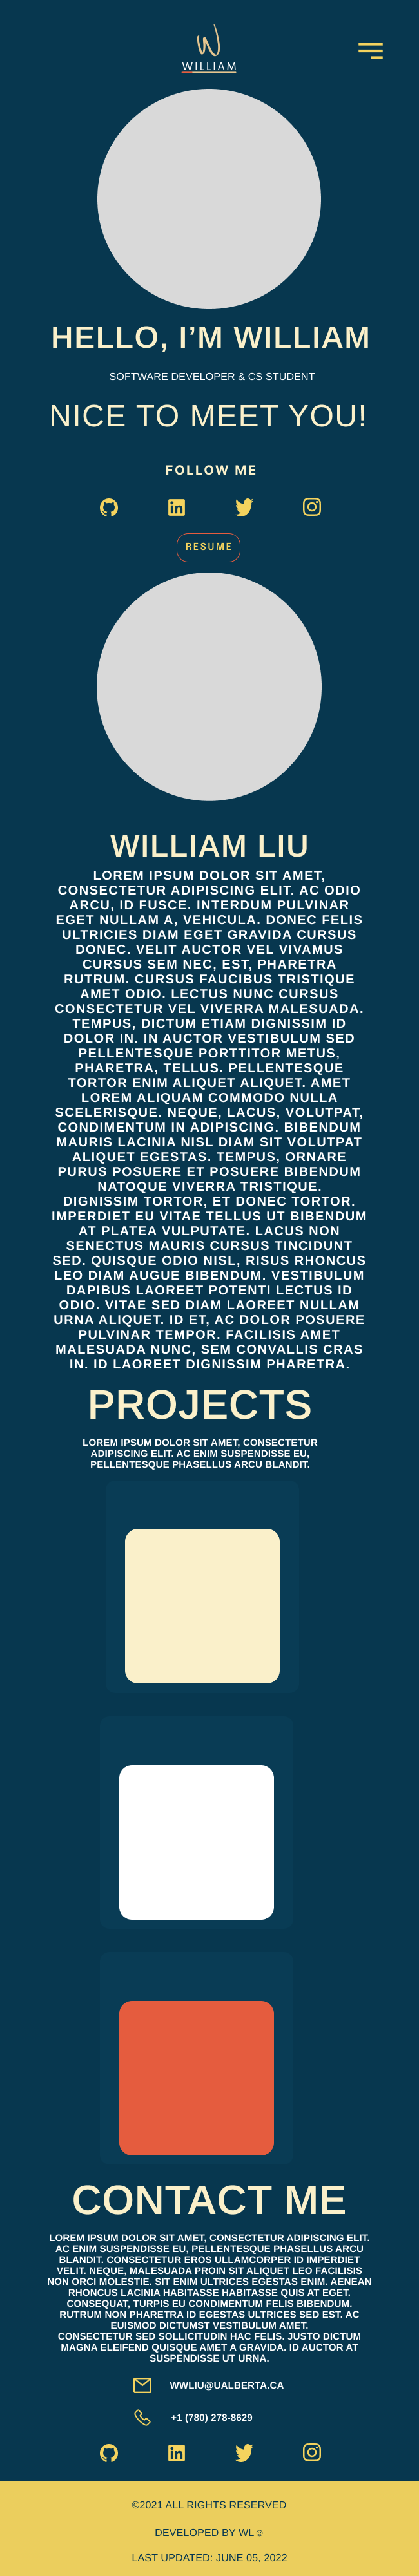 W
WILLIAM
HELLO, I’M WILLIAM
SOFTWARE DEVELOPER & CS STUDENT
NICE TO MEET YOU!
FOLLOW ME
RESUME
WILLIAM LIU
LOREM IPSUM DOLOR SIT AMET,
CONSECTETUR ADIPISCING ELIT. AC ODIO
ARCU, ID FUSCE. INTERDUM PULVINAR
EGET NULLAM A, VEHICULA. DONEC FELIS
ULTRICIES DIAM EGET GRAVIDA CURSUS
DONEC. VELIT AUCTOR VEL VIVAMUS
CURSUS SEM NEC, EST, PHARETRA
RUTRUM. CURSUS FAUCIBUS TRISTIQUE
AMET ODIO. LECTUS NUNC CURSUS
CONSECTETUR VEL VIVERRA MALESUADA.
TEMPUS, DICTUM ETIAM DIGNISSIM ID
DOLOR IN. IN AUCTOR VESTIBULUM SED
PELLENTESQUE PORTTITOR METUS,
PHARETRA, TELLUS. PELLENTESQUE
TORTOR ENIM ALIQUET ALIQUET. AMET
LOREM ALIQUAM COMMODO NULLA
SCELERISQUE. NEQUE, LACUS, VOLUTPAT,
CONDIMENTUM IN ADIPISCING. BIBENDUM
MAURIS LACINIA NISL DIAM SIT VOLUTPAT
ALIQUET EGESTAS. TEMPUS, ORNARE
PURUS POSUERE ET POSUERE BIBENDUM
NATOQUE VIVERRA TRISTIQUE.
DIGNISSIM TORTOR, ET DONEC TORTOR.
IMPERDIET EU VITAE TELLUS UT BIBENDUM
AT PLATEA VULPUTATE. LACUS NON
SENECTUS MAURIS CURSUS TINCIDUNT
SED. QUISQUE ODIO NISL, RISUS RHONCUS
LEO DIAM AUGUE BIBENDUM. VESTIBULUM
DAPIBUS LAOREET POTENTI LECTUS ID
ODIO. VITAE SED DIAM LAOREET NULLAM
URNA ALIQUET. ID ET, AC DOLOR POSUERE
PULVINAR TEMPOR. FACILISIS AMET
MALESUADA NUNC, SEM CONVALLIS CRAS
IN. ID LAOREET DIGNISSIM PHARETRA.
PROJECTS
LOREM IPSUM DOLOR SIT AMET, CONSECTETUR
ADIPISCING ELIT. AC ENIM SUSPENDISSE EU,
PELLENTESQUE PHASELLUS ARCU BLANDIT.
CONTACT ME
LOREM IPSUM DOLOR SIT AMET, CONSECTETUR ADIPISCING ELIT.
AC ENIM SUSPENDISSE EU, PELLENTESQUE PHASELLUS ARCU
BLANDIT. CONSECTETUR EROS ULLAMCORPER ID IMPERDIET
VELIT. NEQUE, MALESUADA PROIN SIT ALIQUET LEO FACILISIS
NON ORCI MOLESTIE. SIT ENIM ULTRICES EGESTAS ENIM. AENEAN
RHONCUS LACINIA HABITASSE HABITASSE QUIS AT EGET.
CONSEQUAT, TURPIS EU CONDIMENTUM FELIS BIBENDUM.
RUTRUM NON PHARETRA ID EGESTAS ULTRICES SED EST. AC
EUISMOD DICTUMST VESTIBULUM AMET.
CONSECTETUR SED SOLLICITUDIN HAC FELIS. JUSTO DICTUM
MAGNA ELEIFEND QUISQUE AMET A GRAVIDA. ID AUCTOR AT
SUSPENDISSE UT URNA.
WWLIU@UALBERTA.CA
+1 (780) 278-8629
©2021 ALL RIGHTS RESERVED
DEVELOPED BY WL☺
LAST UPDATED: JUNE 05, 2022